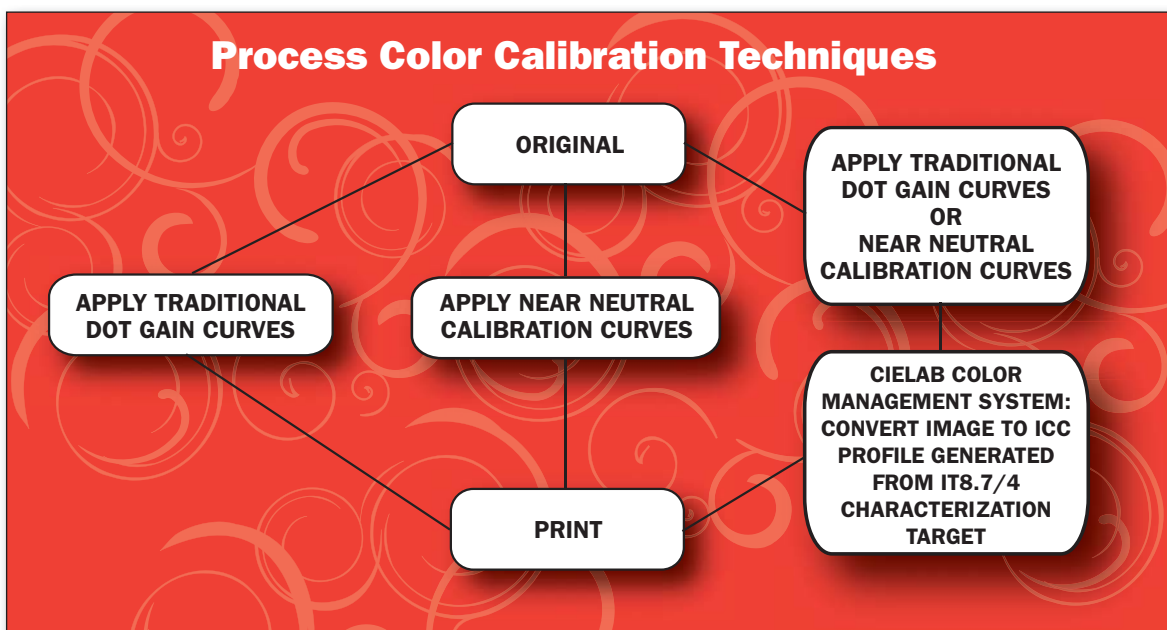 Process Color Calibration Techniques
ORIGINAL
APPLY TRADITIONAL
DOT GAIN CURVES
OR
NEAR NEUTRAL
CALIBRATION CURVES
APPLY TRADITIONAL
DOT GAIN CURVES
APPLY NEAR NEUTRAL
CALIBRATION CURVES
CIELAB COLOR
MANAGEMENT SYSTEM:
CONVERT IMAGE TO ICC
PROFILE GENERATED
FROM IT8.7/4
CHARACTERIZATION
TARGET
PRINT